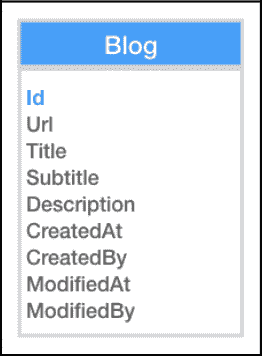 Blog
Id
Url
Title
Subtitle
Description
CreatedAt
CreatedBy
ModifiedAt
ModifiedBy